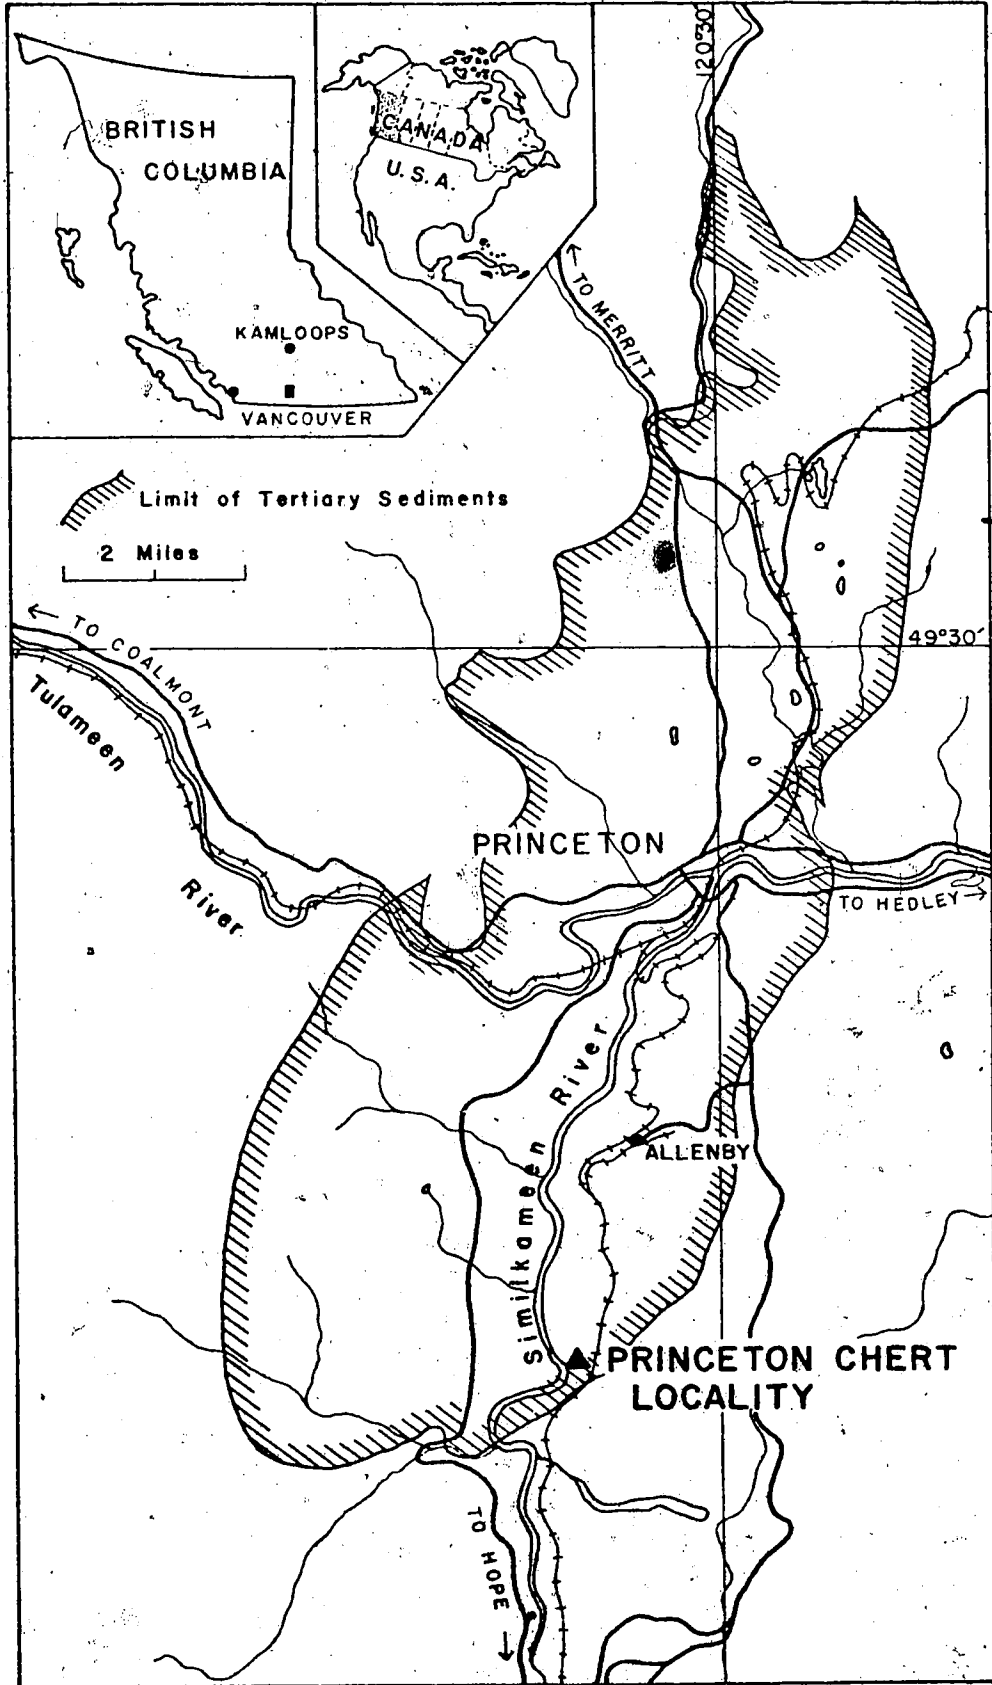 BRITISH
COLUMBIA
CANADA
U.S.A.
KAMLOOPS
VANCOUVER
120°30'
TO MERRITT
Limit of Tertiary Sediments
2 Miles
49°30'
TO COALMONT
Tulameen
River
PRINCETON
TO HEDLEY
Similkameen River
ALLENBY
PRINCETON CHERT
LOCALITY
TO HOPE